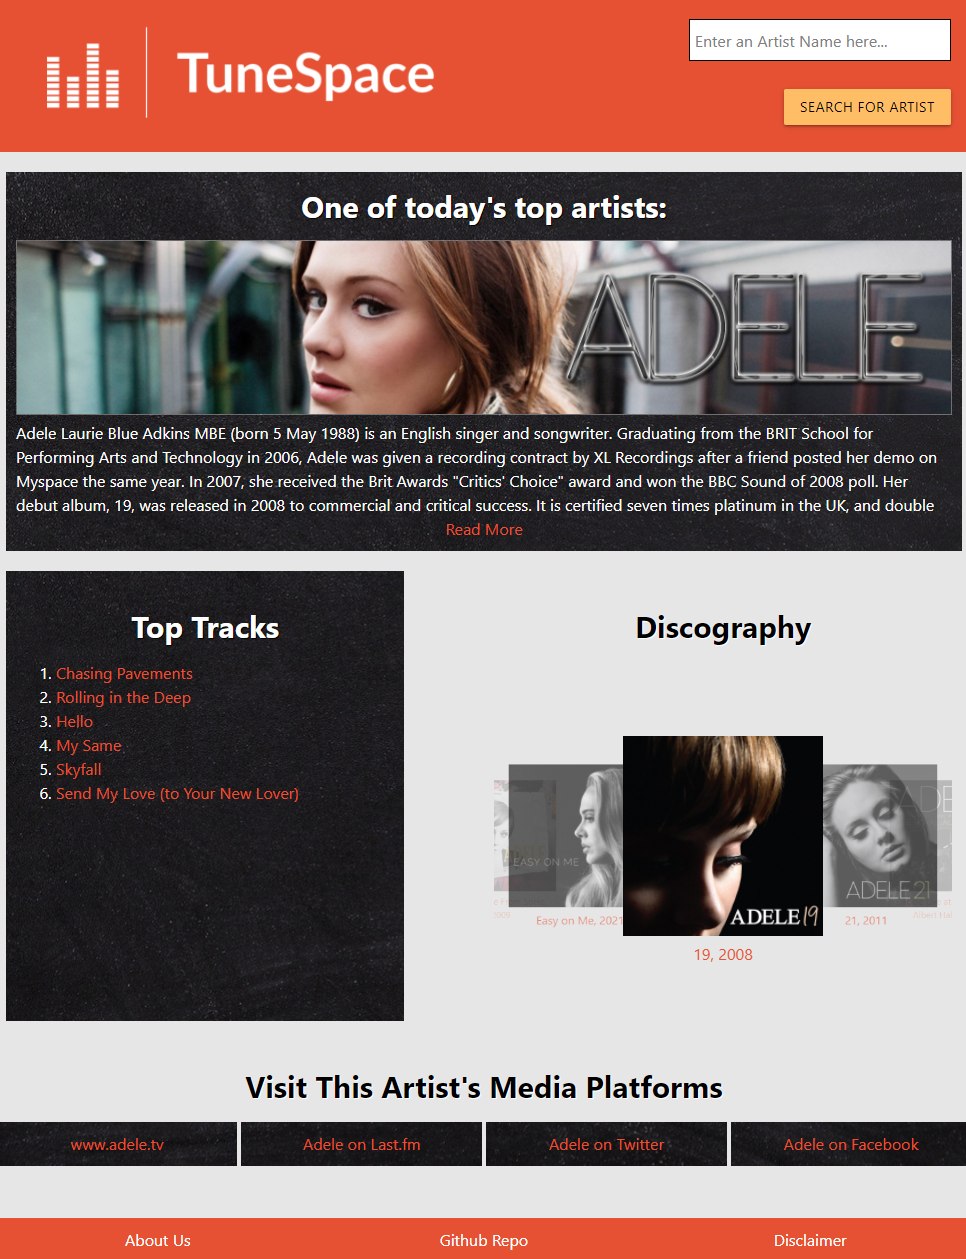 TuneSpace
Enter an Artist Name here...
SEARCH FOR ARTIST
One of today's top artists:
ADELE
Adele Laurie Blue Adkins MBE (born 5 May 1988) is an English singer and songwriter. Graduating from the BRIT School for
Performing Arts and Technology in 2006, Adele was given a recording contract by XL Recordings after a friend posted her demo on
Myspace the same year. In 2007, she received the Brit Awards "Critics' Choice" award and won the BBC Sound of 2008 poll. Her
debut album, 19, was released in 2008 to commercial and critical success. It is certified seven times platinum in the UK, and double
Read More
Top Tracks
1. Chasing Pavements
2. Rolling in the Deep
3. Hello
4. My Same
5. Skyfall
6. Send My Love (to Your New Lover)
Discography
EASY ON ME
ADELE 19
ADELE 21
Easy on Me, 2021
21, 2011
Albert Hal
19, 2008
Visit This Artist's Media Platforms
www.adele.tv
Adele on Last.fm
Adele on Twitter
Adele on Facebook
About Us
Github Repo
Disclaimer